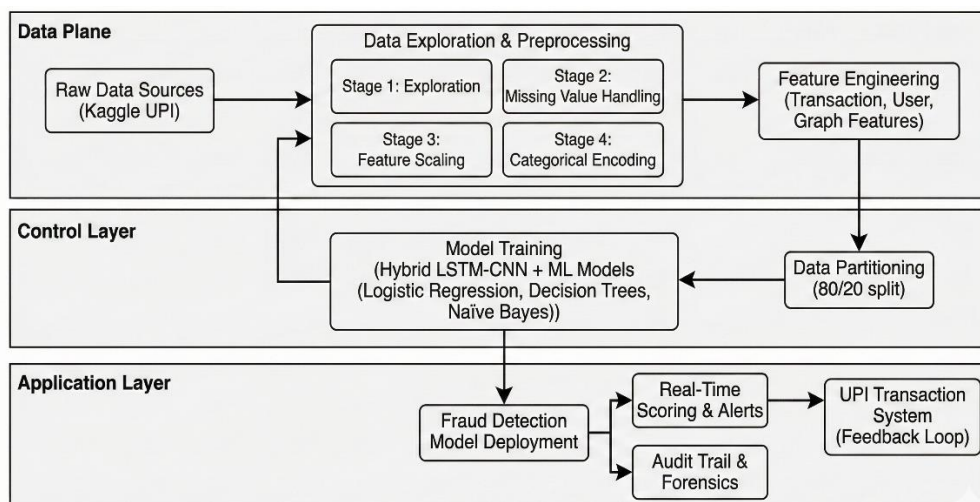 Data Plane
Data Exploration & Preprocessing
Raw Data Sources
(Kaggle UPI)
Stage 1: Exploration
Stage 2:
Missing Value Handling
Stage 3:
Feature Scaling
Stage 4:
Categorical Encoding
Feature Engineering
(Transaction, User,
Graph Features)
Control Layer
Model Training
(Hybrid LSTM-CNN + ML Models
(Logistic Regression, Decision Trees,
Naïve Bayes))
Data Partitioning
(80/20 split)
Application Layer
Fraud Detection
Model Deployment
Real-Time
Scoring & Alerts
Audit Trail &
Forensics
UPI Transaction
System
(Feedback Loop)